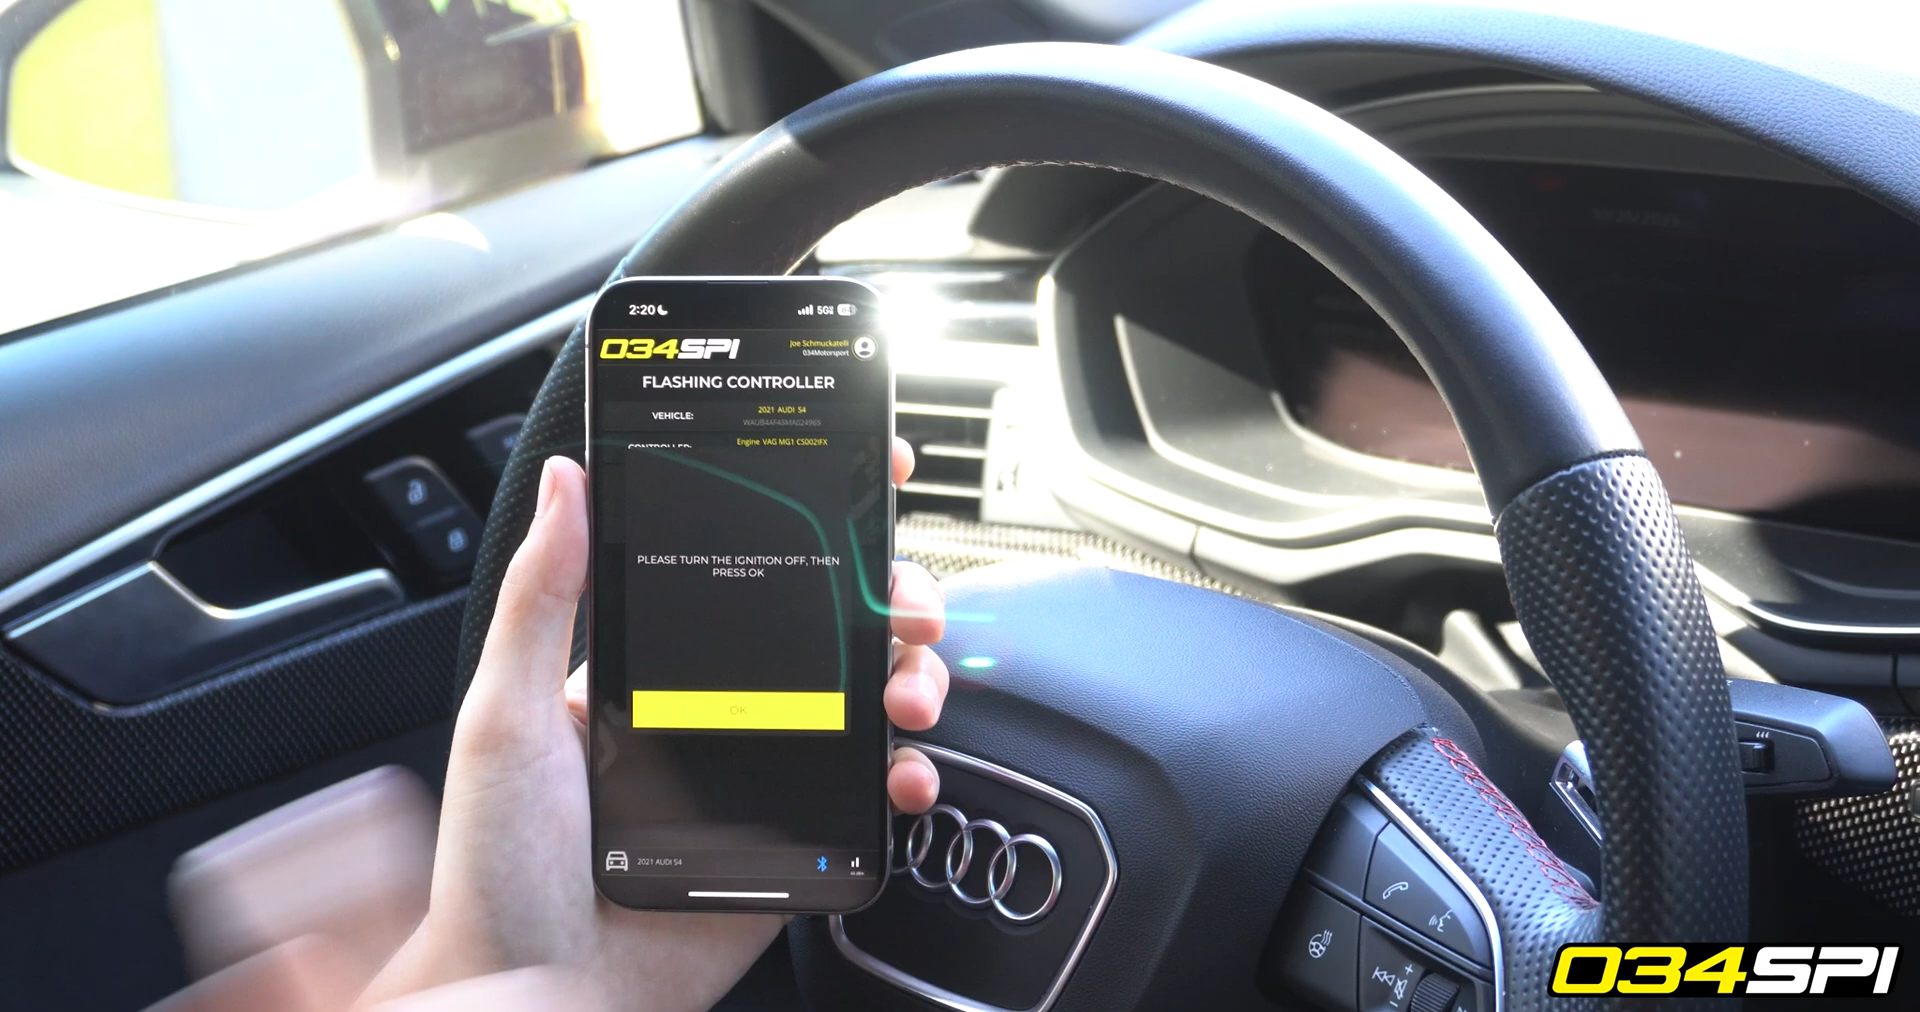 2:20
5G
034SPI
Joe Schmuckatelli
034Motorsport
FLASHING CONTROLLER
VEHICLE:
2021 AUDI S4
CONTROLLER:
Engine VAG MG1 CS002IFX
PLEASE TURN THE IGNITION OFF, THEN
PRESS OK
OK
2021 AUDI S4
034SPI